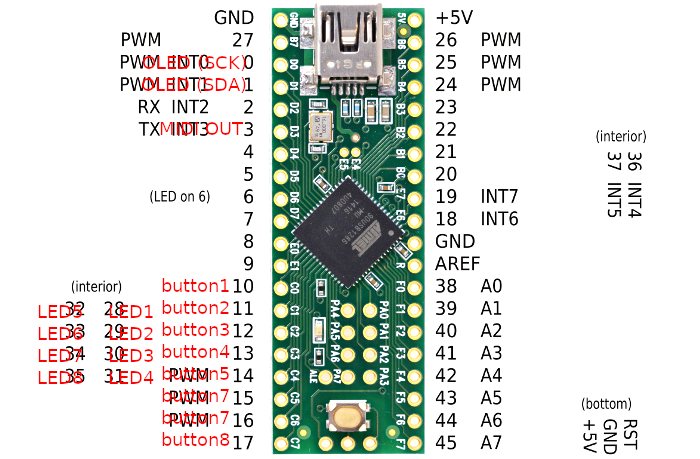 GND +5V
PWM 27 26 PWM
PWM INT0 OLED (SCK) 0 25 PWM
PWM INT1 OLED (SDA) 1 24 PWM
RX INT2 2 23
TX INT3 MIDI OUT 3 22
4 21
5 20
(LED on 6) 6 19 INT7
7 18 INT6
8 GND
9 AREF
(interior)
36 INT4
37 INT5
(interior)
button1 10 38 A0
LED5 32 28 LED1 button2 11 39 A1
LED6 33 29 LED2 button3 12 40 A2
LED7 34 30 LED3 button4 13 41 A3
LED8 35 31 LED4 button5 PWM 14 42 A4
button7 PWM 15 43 A5
button7 PWM 16 44 A6
button8 17 45 A7
(bottom)
RST
GND
+5V
GND 5V
B7 B6
D0 B5
D1 B4
D2 B3
D3 B2
D4 E5 E4 B1
D5 B0
D6 E7
D7 E6
E0
E1 R
C0 F0
C1 PA4 PA0 F1
C2 PA5 PA1 F2
C3 PA6 PA2 F3
C4 ALE PA3 F4
C5 F5
C6 F6
C7 F7